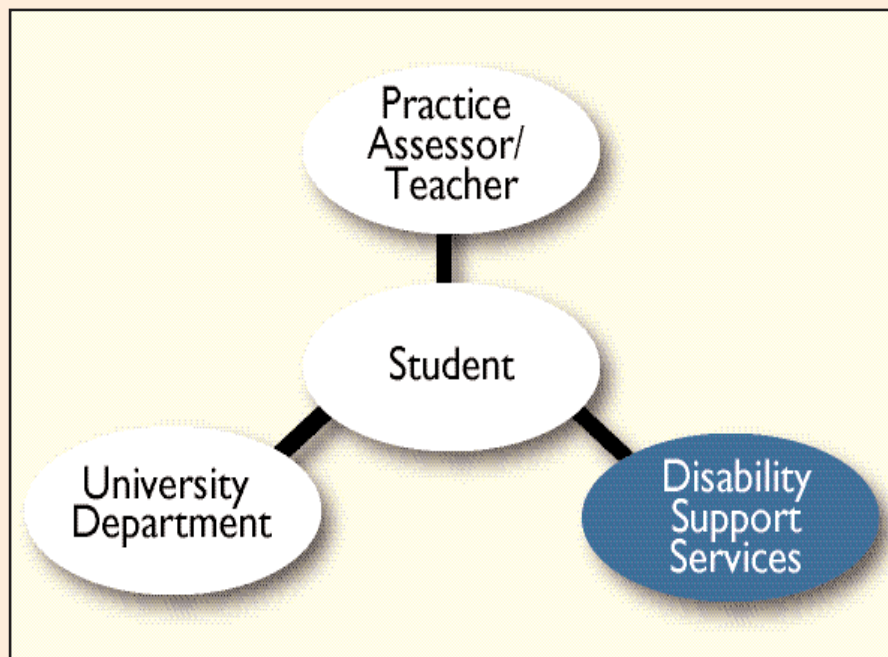 Practice
Assessor/
Teacher
Student
University
Department
Disability
Support
Services